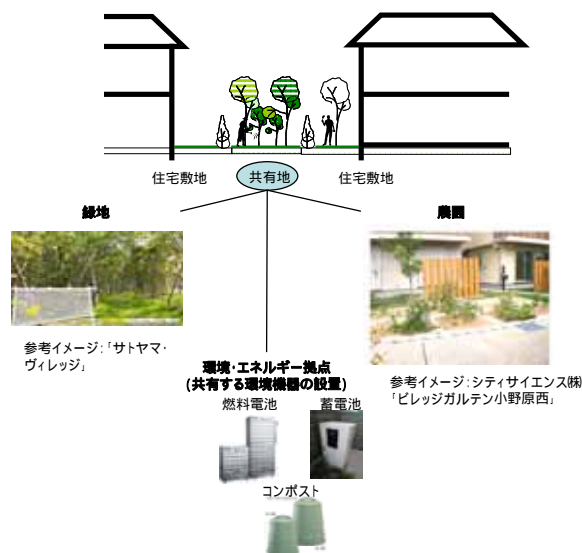 住宅敷地
共有地
住宅敷地
緑地
農園
参考イメージ:「サトヤマ・
ヴィレッジ」
参考イメージ:シティサイエンス㈱
「ビレッジガルテン小野原西」
環境・エネルギー拠点
(共有する環境機器の設置)
燃料電池
蓄電池
コンポスト